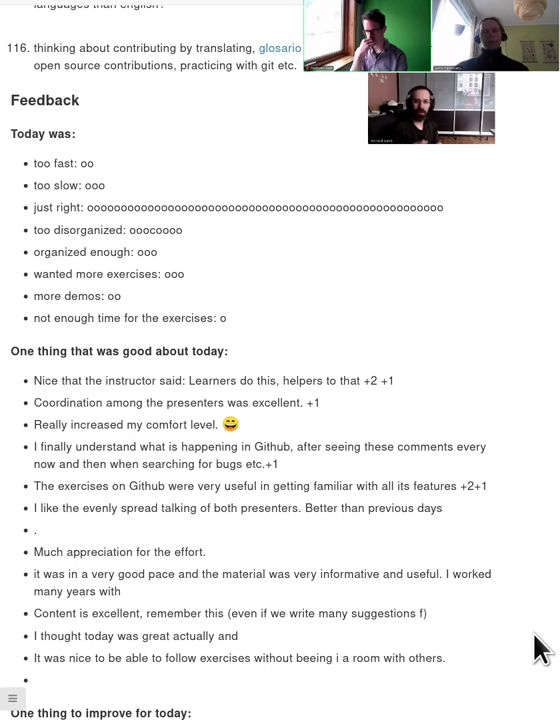 languages than english?
116. thinking about contributing by translating, glosario
open source contributions, practicing with git etc.
Feedback
Today was:
too fast: oo
too slow: ooo
just right: ooooooooooooooooooooooooooooooooooooooooooooooooooooo
too disorganized: ooocoooo
organized enough: ooo
wanted more exercises: ooo
more demos: oo
not enough time for the exercises: o
One thing that was good about today:
Nice that the instructor said: Learners do this, helpers to that +2 +1
Coordination among the presenters was excellent. +1
Really increased my comfort level. 😄
I finally understand what is happening in Github, after seeing these comments every
now and then when searching for bugs etc.+1
The exercises on Github were very useful in getting familiar with all its features +2+1
I like the evenly spread talking of both presenters. Better than previous days
.
Much appreciation for the effort.
it was in a very good pace and the material was very informative and useful. I worked
many years with
Content is excellent, remember this (even if we write many suggestions f)
I thought today was great actually and
It was nice to be able to follow exercises without beeing i a room with others.
One thing to improve for today: